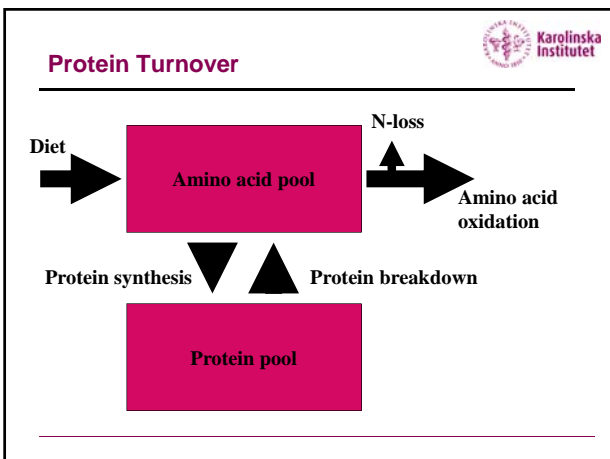 Protein Turnover
Karolinska
Institutet
N-loss
Diet
Amino acid pool
Amino acid
oxidation
Protein synthesis
Protein breakdown
Protein pool